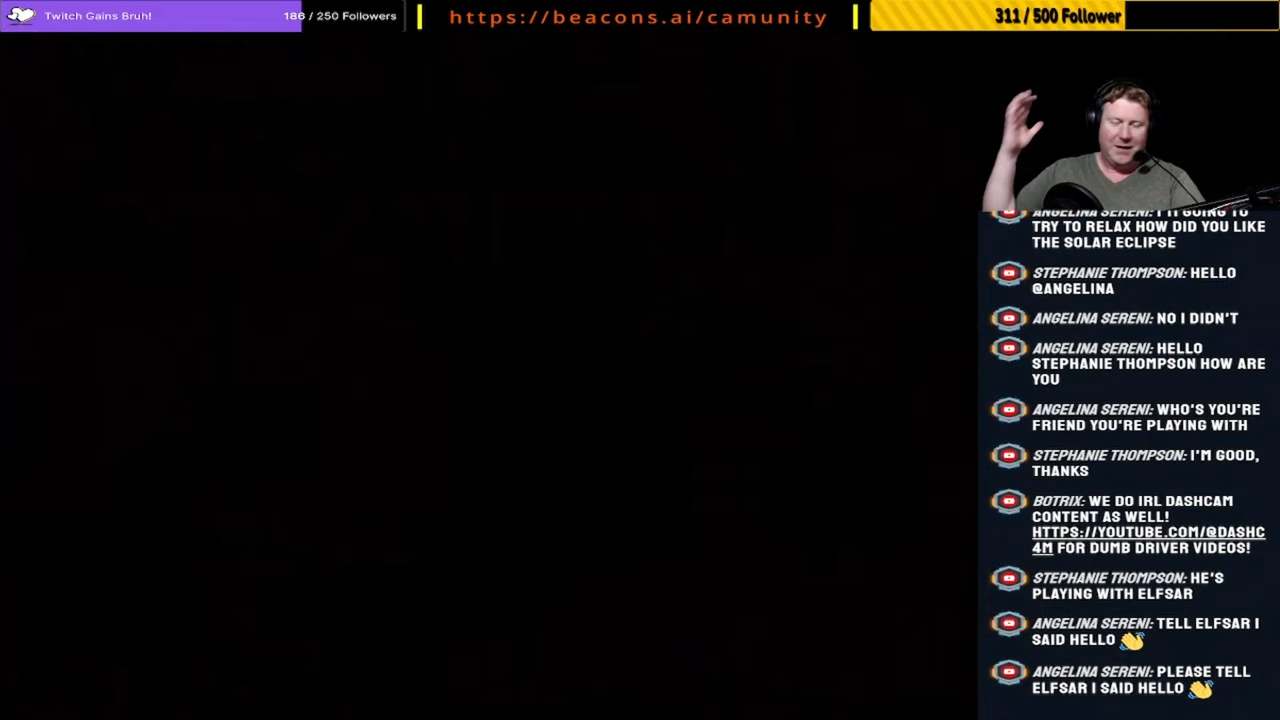 Twitch Gains Bruh! 186 / 250 Followers https://beacons.ai/camunity 311 / 500 Follower
ANGELINA SERENI: I'M GOING TO
TRY TO RELAX HOW DID YOU LIKE
THE SOLAR ECLIPSE
STEPHANIE THOMPSON: HELLO
@ANGELINA
ANGELINA SERENI: NO I DIDN'T
ANGELINA SERENI: HELLO
STEPHANIE THOMPSON HOW ARE
YOU
ANGELINA SERENI: WHO'S YOU'RE
FRIEND YOU'RE PLAYING WITH
STEPHANIE THOMPSON: I'M GOOD,
THANKS
BOTRIX: WE DO IRL DASHCAM
CONTENT AS WELL!
HTTPS://YOUTUBE.COM/@DASHC
4M FOR DUMB DRIVER VIDEOS!
STEPHANIE THOMPSON: HE'S
PLAYING WITH ELFSAR
ANGELINA SERENI: TELL ELFSAR I
SAID HELLO 👋
ANGELINA SERENI: PLEASE TELL
ELFSAR I SAID HELLO 👋